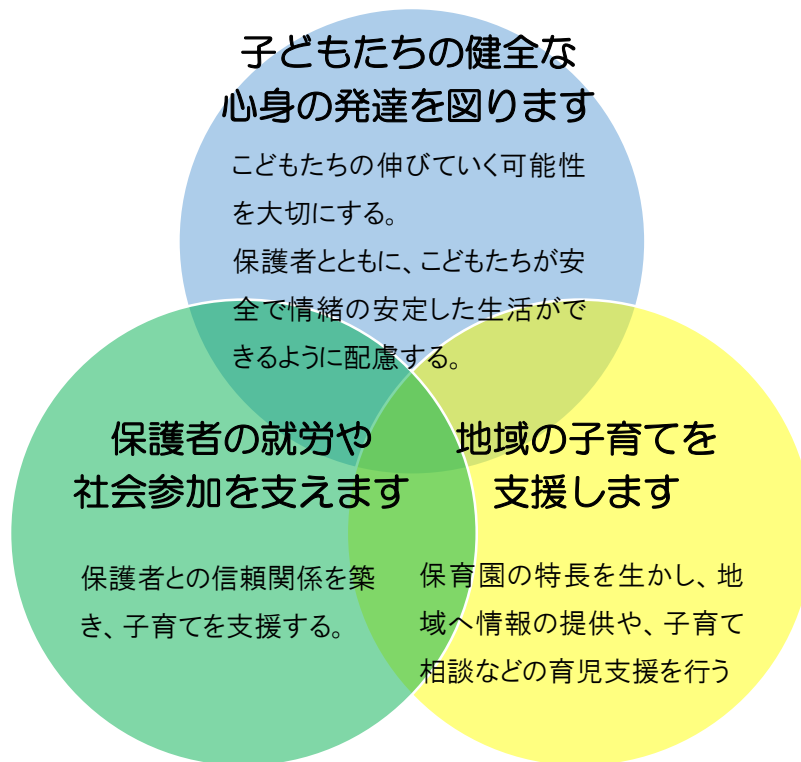 子どもたちの健全な
心身の発達を図ります
こどもたちの伸びていく可能性
を大切にする。
保護者とともに、こどもたちが安
全で情緒の安定した生活がで
きるように配慮する。
保護者の就労や
社会参加を支えます
保護者との信頼関係を築
き、子育てを支援する。
地域の子育てを
支援します
保育園の特長を生かし、地
域へ情報の提供や、子育て
相談などの育児支援を行う